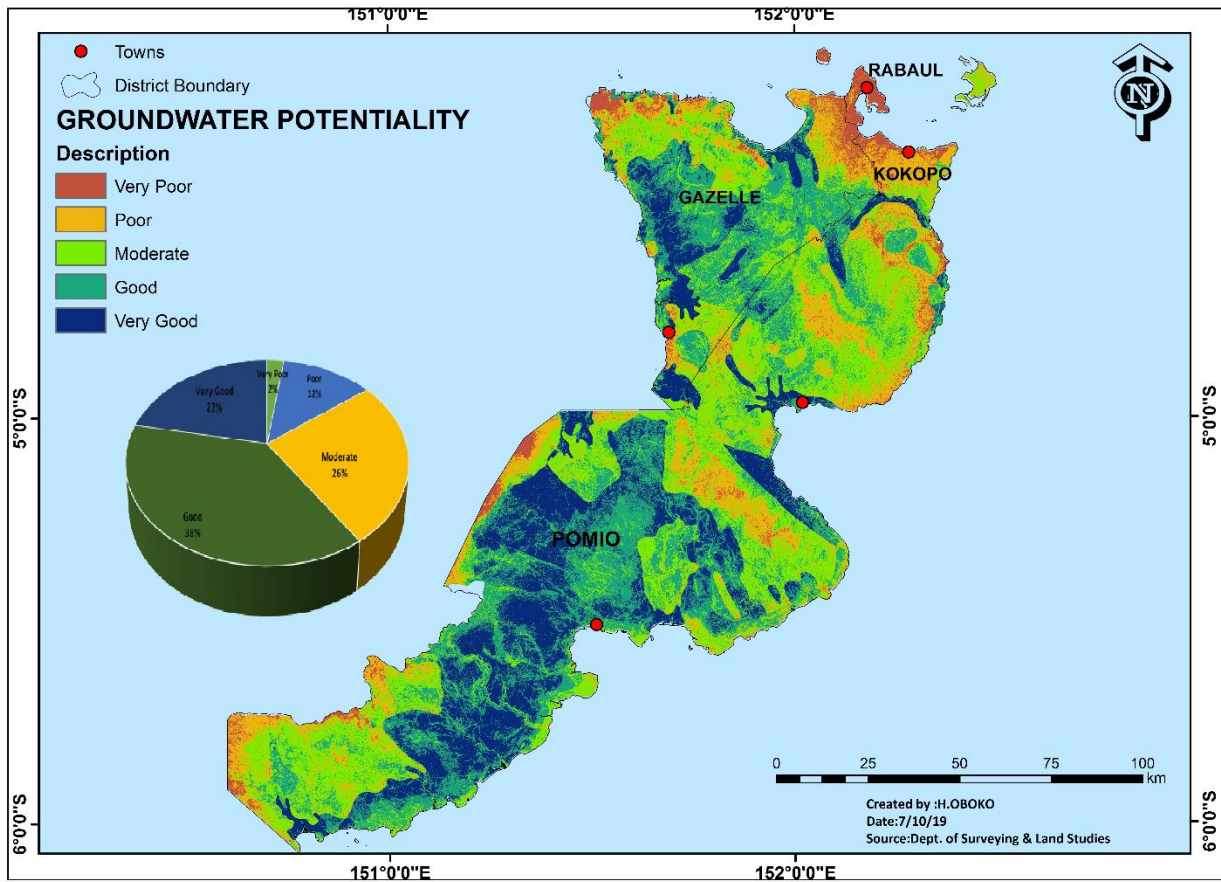 151°0'0"E
152°0'0"E
Towns
District Boundary
GROUNDWATER POTENTIALITY
Description
Very Poor
Poor
Moderate
Good
Very Good
N
RABAUL
KOKOPO
GAZELLE
POMIO
Very Poor
2%
Poor
12%
Very Good
22%
Moderate
26%
Good
38%
5°0'0"S
5°0'0"S
6°0'0"S
6°0'0"S
0 25 50 75 100
km
Created by :H.OBOKO
Date:7/10/19
Source:Dept. of Surveying & Land Studies
151°0'0"E
152°0'0"E